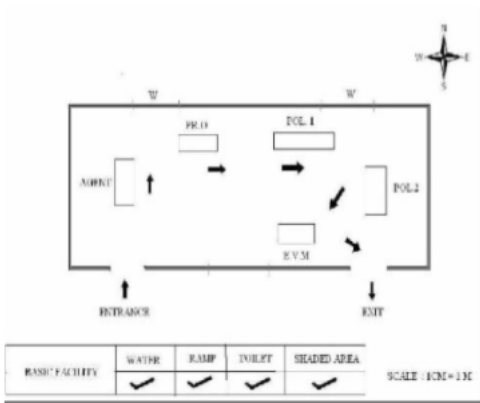 N
W E
S
W W
PR.O POL. 1
AGENT
POL.2
E.V.M
ENTRANCE EXIT
BASIC FACILITY WATER RAMP TOILET SHADED AREA
SCALE : 1CM = 1 M